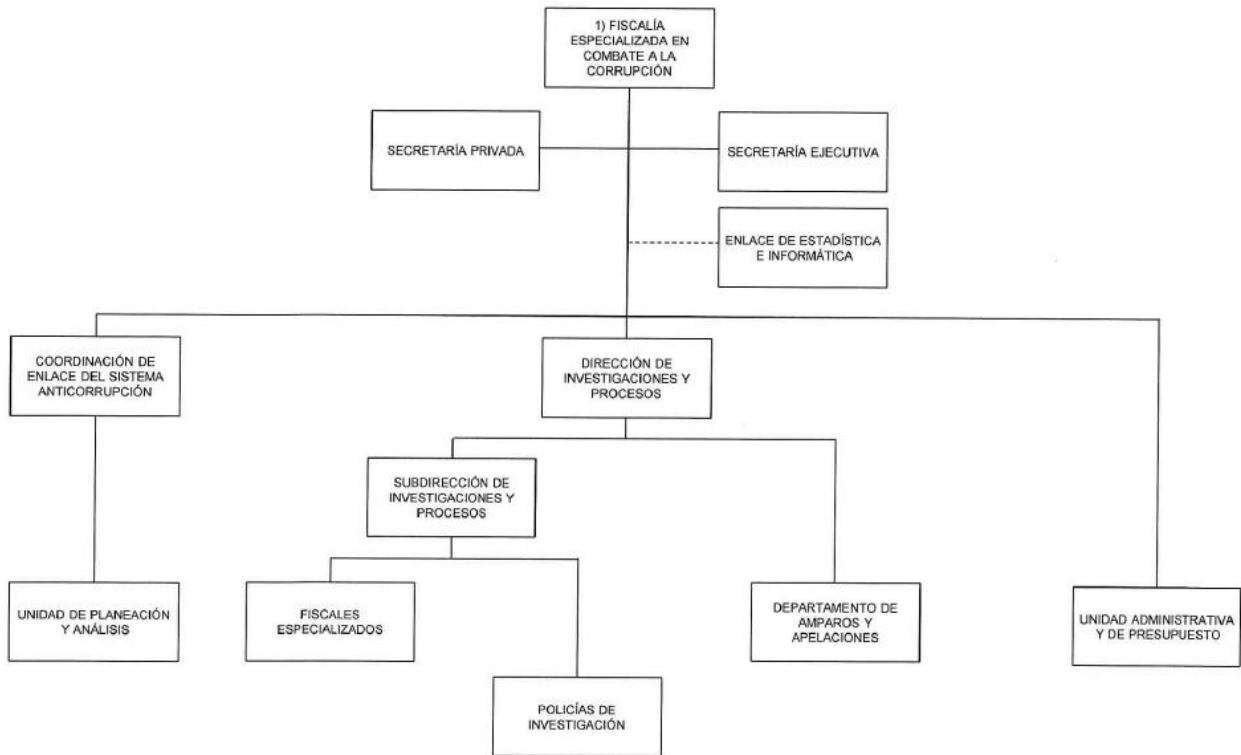 1) FISCALÍA
ESPECIALIZADA EN
COMBATE A LA
CORRUPCIÓN
SECRETARÍA PRIVADA
SECRETARÍA EJECUTIVA
ENLACE DE ESTADÍSTICA
E INFORMÁTICA
COORDINACIÓN DE
ENLACE DEL SISTEMA
ANTICORRUPCIÓN
DIRECCIÓN DE
INVESTIGACIONES Y
PROCESOS
SUBDIRECCIÓN DE
INVESTIGACIONES Y
PROCESOS
UNIDAD DE PLANEACIÓN
Y ANÁLISIS
FISCALES
ESPECIALIZADOS
DEPARTAMENTO DE
AMPAROS Y
APELACIONES
UNIDAD ADMINISTRATIVA
Y DE PRESUPUESTO
POLICÍAS DE
INVESTIGACIÓN